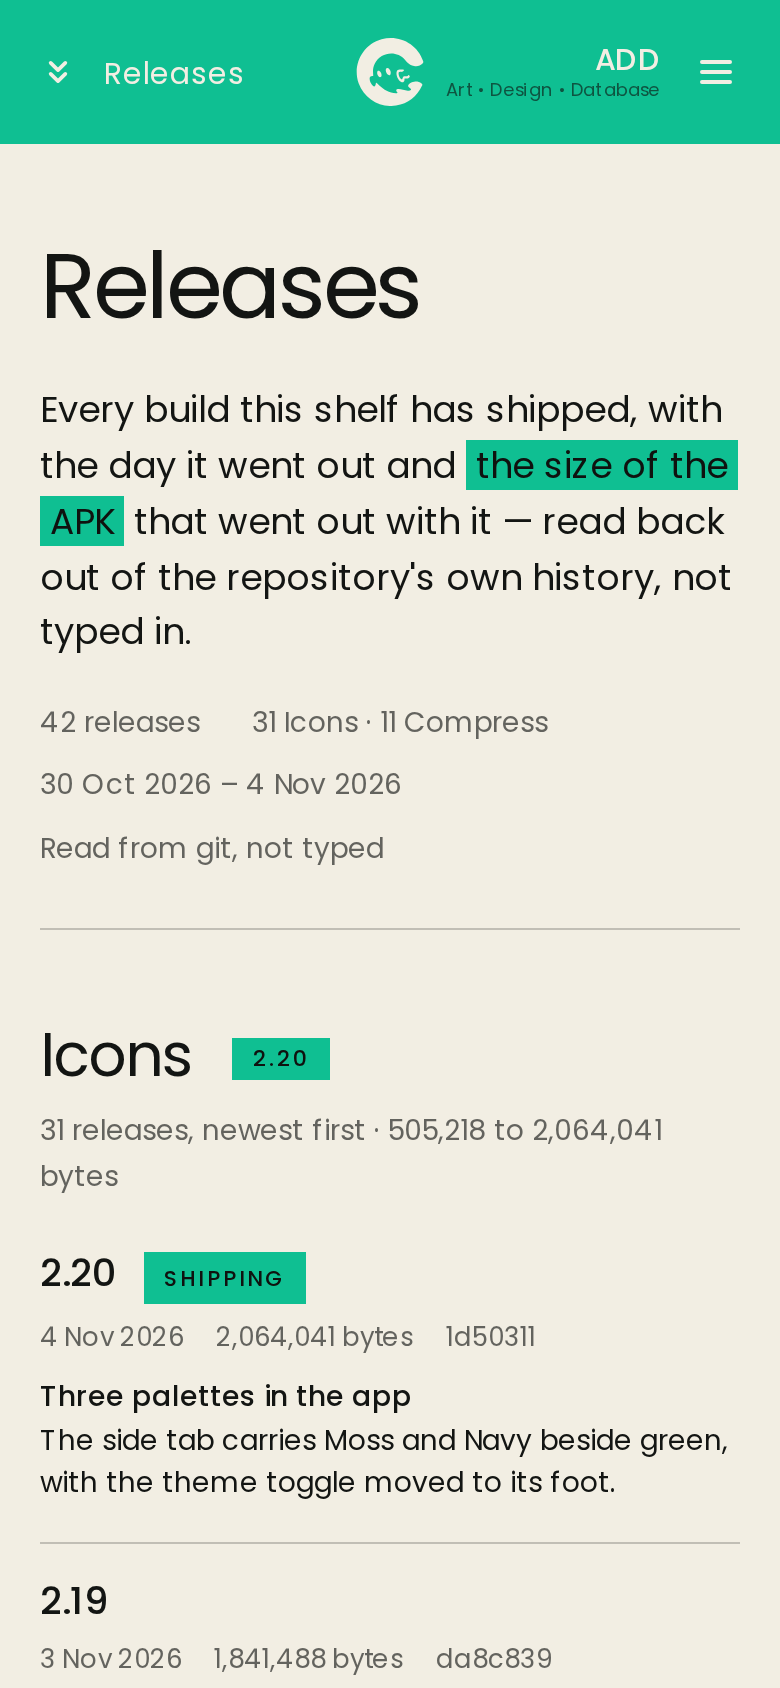 Releases
ADD
Art • Design • Database
Releases
Every build this shelf has shipped, with
the day it went out and the size of the
APK that went out with it — read back
out of the repository's own history, not
typed in.
42 releases 31 Icons · 11 Compress
30 Oct 2026 – 4 Nov 2026
Read from git, not typed
Icons 2.20
31 releases, newest first · 505,218 to 2,064,041
bytes
2.20 SHIPPING
4 Nov 2026 2,064,041 bytes 1d50311
Three palettes in the app
The side tab carries Moss and Navy beside green,
with the theme toggle moved to its foot.
2.19
3 Nov 2026 1,841,488 bytes da8c839